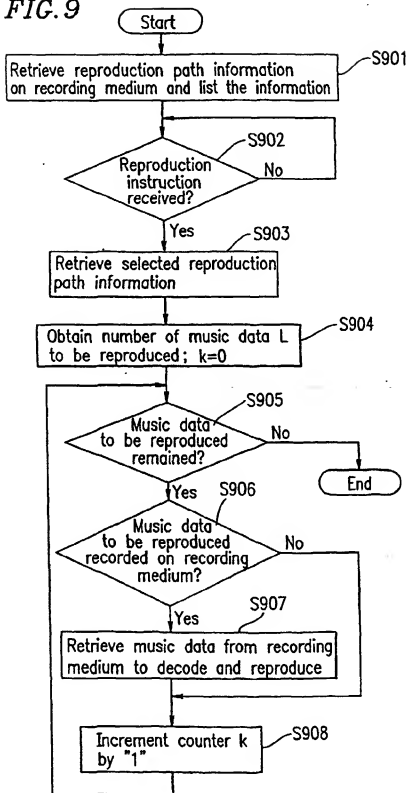 FIG. 9
Start
Retrieve reproduction path information
on recording medium and list the information
S901
S902
Reproduction
instruction
received?
No
Yes
S903
Retrieve selected reproduction
path information
S904
Obtain number of music data L
to be reproduced; k=0
S905
Music data
to be reproduced
remained?
No
End
Yes
S906
Music data
to be reproduced
recorded on recording
medium?
No
Yes
S907
Retrieve music data from recording
medium to decode and reproduce
S908
Increment counter k
by "1"